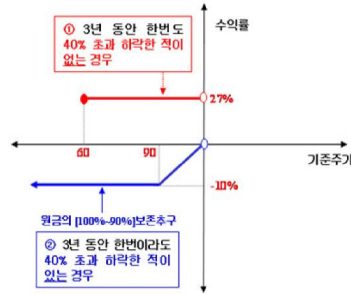 수익률
① 3년 동안 한번도
40% 초과 하락한 적이
없는 경우
27%
60
90
기준주가
-10%
원금의 [100%~90%]보존추구
② 3년 동안 한번이라도
40% 초과 하락한 적이
있는 경우